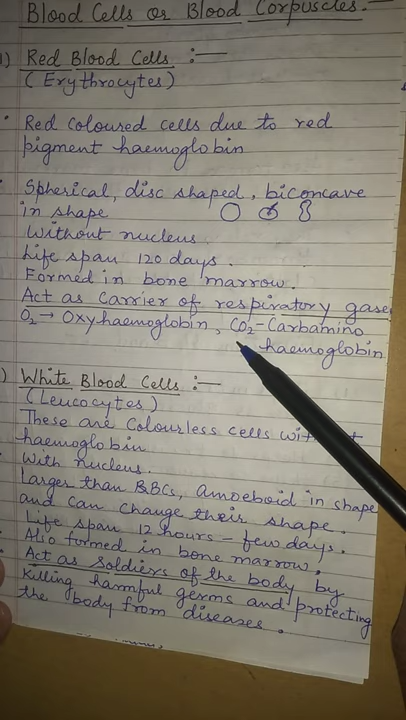 Blood Cells or Blood Corpuscles.—
1) Red Blood Cells :—
(Erythrocytes)
• Red Coloured cells due to red
pigment haemoglobin
• Spherical, disc shaped, biconcave
in shape
Without nucleus.
Life span 120 days.
Formed in bone marrow.
Act as Carrier of respiratory gase
O₂ → Oxyhaemoglobin, CO₂-Carbamino
haemoglobin
) White Blood Cells :—
(Leucocytes)
These are Colourless cells
haemoglobin
With nucleus.
Larger than RBCs, amoeboid in shape
and can change their shape.
Life span 12 hours – few days.
Also formed in bone marrow.
Act as soldiers of the body by
killing harmful germs and protecting
the body from diseases.